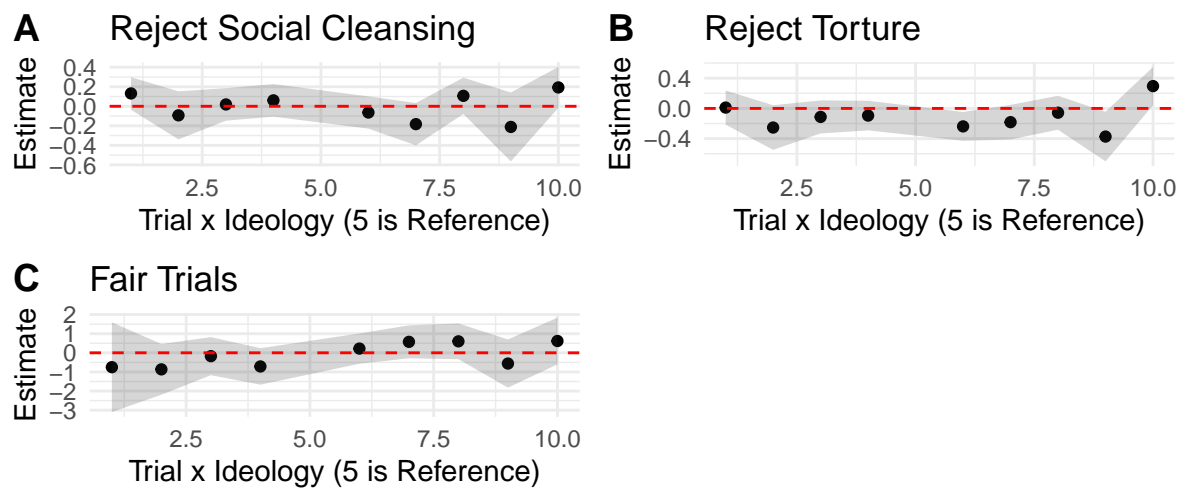 A Reject Social Cleansing
Estimate
0.4
0.2
0.0
−0.2
−0.4
−0.6
2.5 5.0 7.5 10.0
Trial x Ideology (5 is Reference)
B Reject Torture
Estimate
0.4
0.0
−0.4
2.5 5.0 7.5 10.0
Trial x Ideology (5 is Reference)
C Fair Trials
Estimate
2
1
0
−1
−2
−3
2.5 5.0 7.5 10.0
Trial x Ideology (5 is Reference)